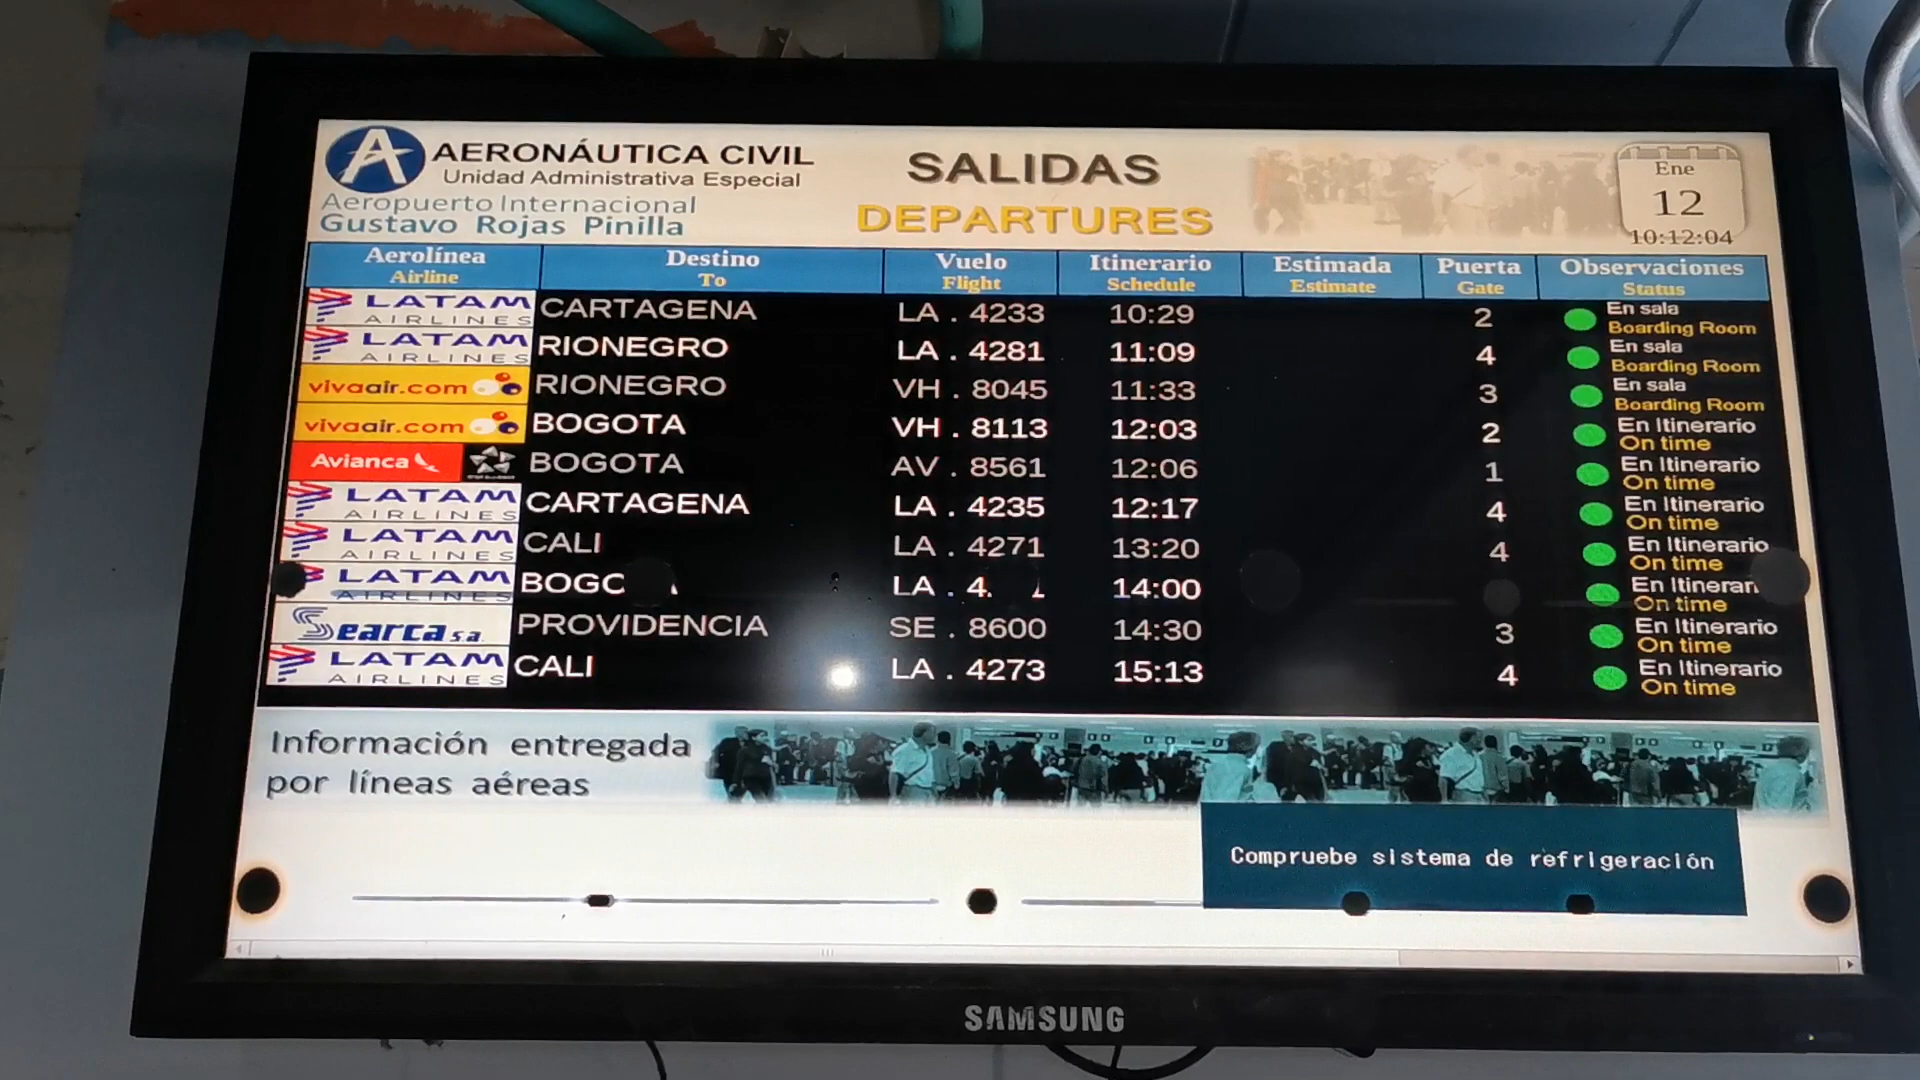 AERONÁUTICA CIVIL
Unidad Administrativa Especial
Aeropuerto Internacional
Gustavo Rojas Pinilla
SALIDAS
DEPARTURES
Ene
12
10:12:04
Aerolínea Destino Vuelo Itinerario Estimada Puerta Observaciones
Airline To Flight Schedule Estimate Gate Status
LATAM AIRLINES CARTAGENA LA . 4233 10:29 2 En sala Boarding Room
LATAM AIRLINES RIONEGRO LA . 4281 11:09 4 En sala Boarding Room
vivaair.com RIONEGRO VH . 8045 11:33 3 En sala Boarding Room
vivaair.com BOGOTA VH . 8113 12:03 2 En Itinerario On time
Avianca BOGOTA AV . 8561 12:06 1 En Itinerario On time
LATAM AIRLINES CARTAGENA LA . 4235 12:17 4 En Itinerario On time
LATAM AIRLINES CALI LA . 4271 13:20 4 En Itinerario On time
LATAM AIRLINES LA . 14:00 On time
Searca s.a. PROVIDENCIA SE . 8600 14:30 3 En Itinerario On time
LATAM AIRLINES CALI LA . 4273 15:13 4 En Itinerario On time
Información entregada
por líneas aéreas
Compruebe sistema de refrigeración
SAMSUNG